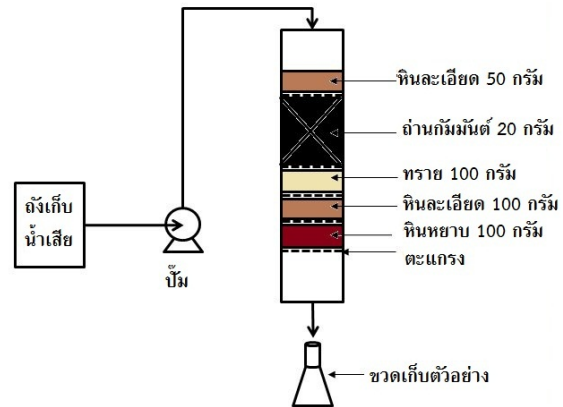 หินละเอียด 50 กรัม
ถ่านกัมมันต์ 20 กรัม
ทราย 100 กรัม
หินละเอียด 100 กรัม
หินหยาบ 100 กรัม
ตะแกรง
ถังเก็บ
น้ำเสีย
ปั๊ม
ขวดเก็บตัวอย่าง